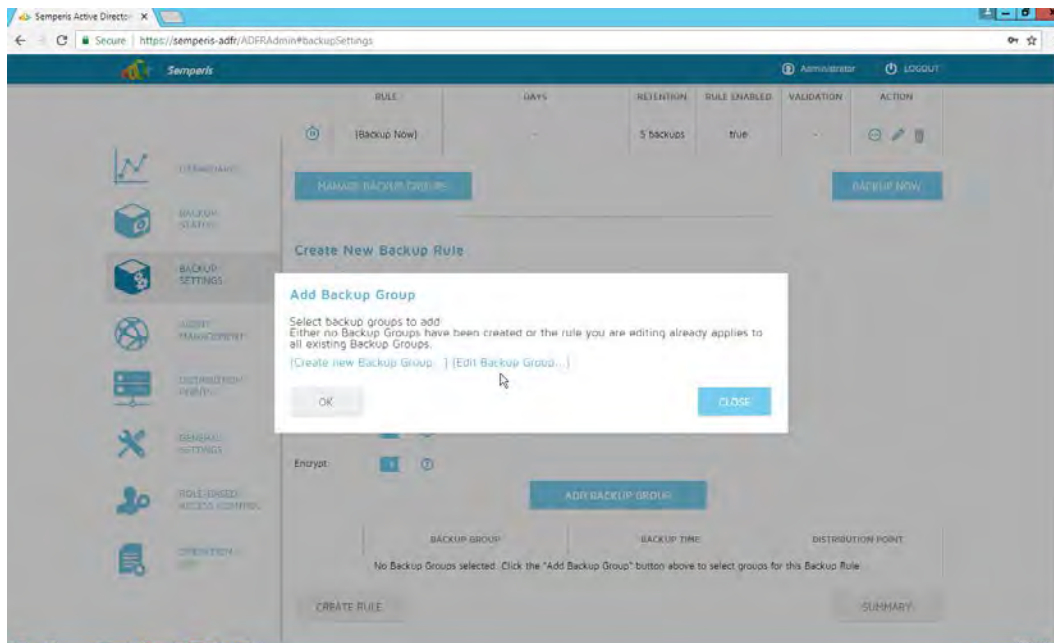 Semperis Active Director
Secure | https://semperis-adfr/ADFRAdmin#backupSettings
Semperis
Administrator
LOGOUT
RULE
DAYS
RETENTION
RULE ENABLED
VALIDATION
ACTION
[Backup Now]
-
5 backups
true
-
MANAGE BACKUP GROUPS
BACKUP NOW
SUMMARY
BACKUP
STATUS
BACKUP
SETTINGS
AGENT
MANAGEMENT
DISTRIBUTION
POINTS
GENERAL
SETTINGS
ROLE-BASED
ACCESS CONTROL
OPERATION
Create New Backup Rule
Add Backup Group
Select backup groups to add
Either no Backup Groups have been created or the rule you are editing already applies to
all existing Backup Groups.
[Create new Backup Group...] [Edit Backup Group...]
OK
CLOSE
Encrypt
ADD BACKUP GROUP
BACKUP GROUP
BACKUP TIME
DISTRIBUTION POINT
No Backup Groups selected. Click the "Add Backup Group" button above to select groups for this Backup Rule
CREATE RULE
SUMMARY